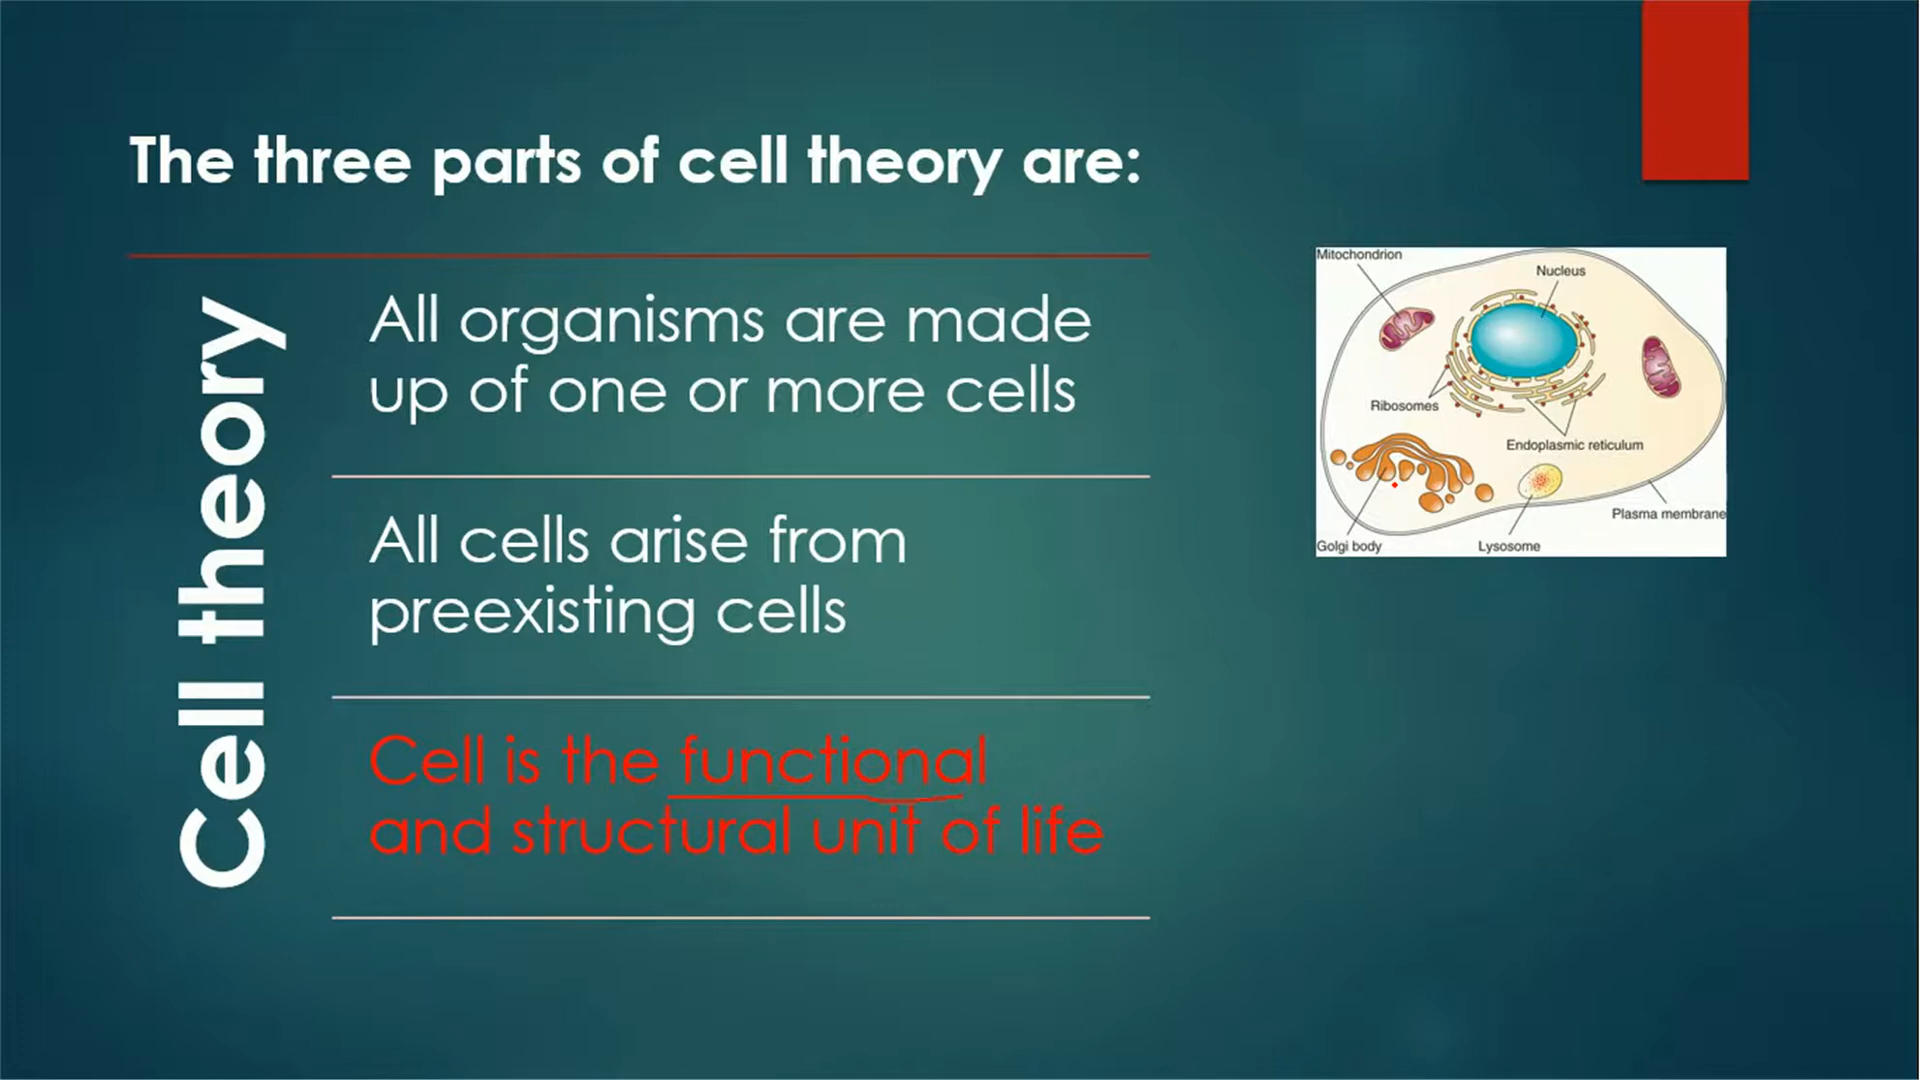 The three parts of cell theory are:
Cell theory
All organisms are made
up of one or more cells
All cells arise from
preexisting cells
Cell is the functional
and structural unit of life
Mitochondrion
Nucleus
Ribosomes
Endoplasmic reticulum
Plasma membrane
Golgi body
Lysosome